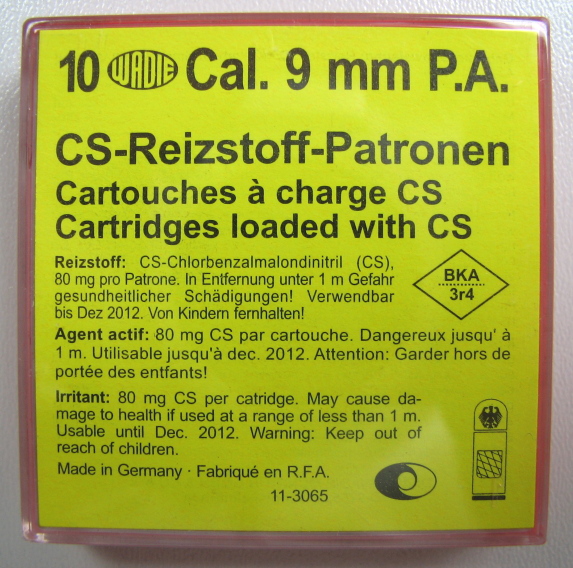 10 WADIE Cal. 9 mm P.A.
CS-Reizstoff-Patronen
Cartouches à charge CS
Cartridges loaded with CS
Reizstoff: CS-Chlorbenzalmalondinitril (CS),
80 mg pro Patrone. In Entfernung unter 1 m Gefahr
gesundheitlicher Schädigungen! Verwendbar
bis Dez 2012. Von Kindern fernhalten!
BKA
3r4
Agent actif: 80 mg CS par cartouche. Dangereux jusqu' à
1 m. Utilisable jusqu'à dec. 2012. Attention: Garder hors de
portée des entfants!
Irritant: 80 mg CS per catridge. May cause da-
mage to health if used at a range of less than 1 m.
Usable until Dec. 2012. Warning: Keep out of
reach of children.
Made in Germany · Fabriqué en R.F.A.
11-3065